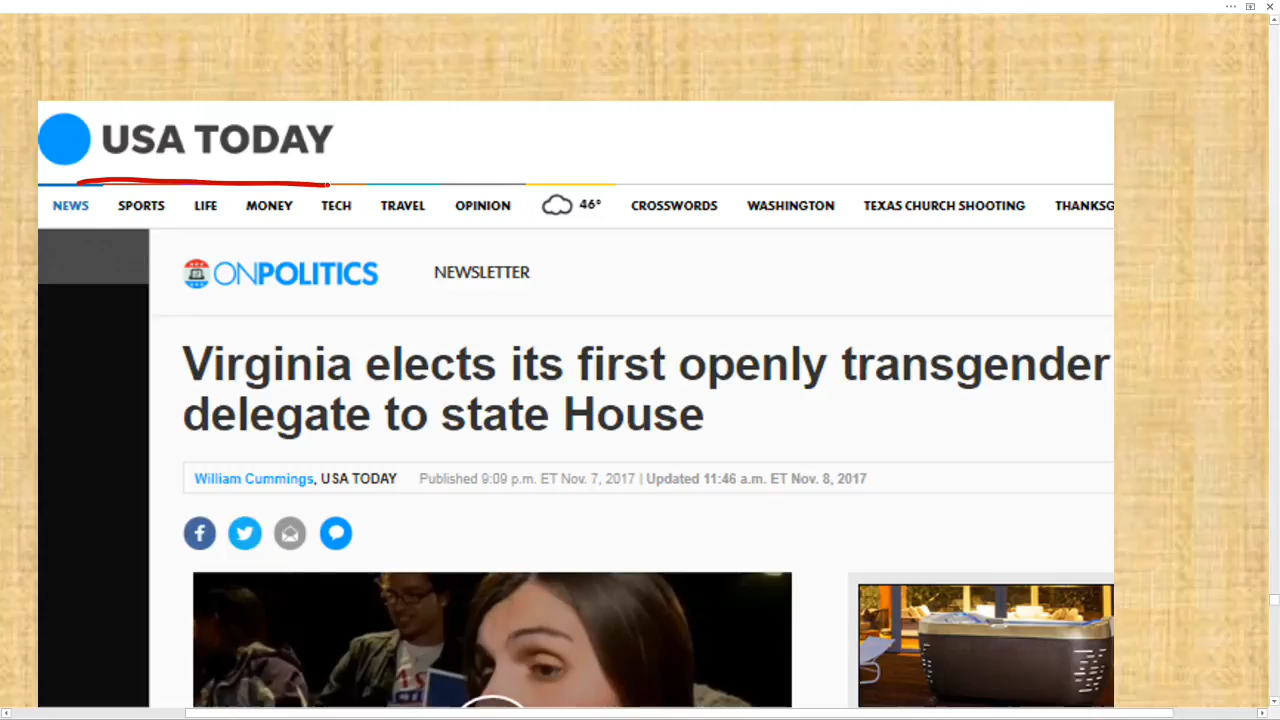 USA TODAY
NEWS SPORTS LIFE MONEY TECH TRAVEL OPINION 46° CROSSWORDS WASHINGTON TEXAS CHURCH SHOOTING THANKSG
ONPOLITICS NEWSLETTER
Virginia elects its first openly transgender
delegate to state House
William Cummings, USA TODAY Published 9:09 p.m. ET Nov. 7, 2017 | Updated 11:46 a.m. ET Nov. 8, 2017